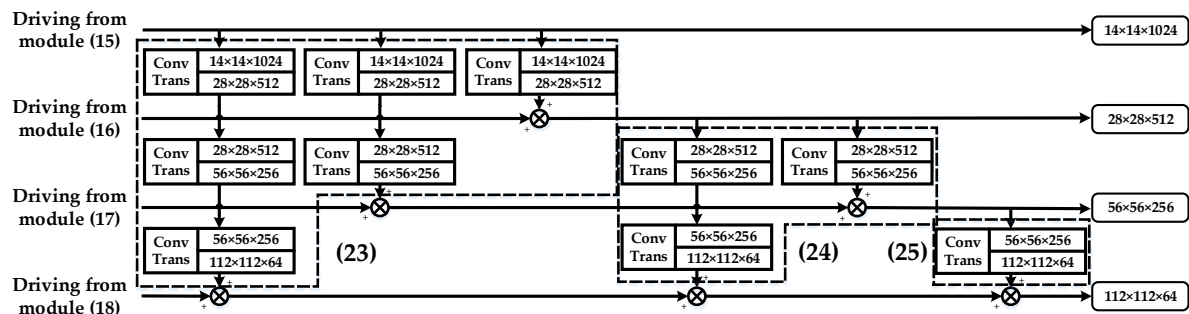 Driving from
module (15)
14×14×1024
Conv
Trans
14×14×1024
28×28×512
Conv
Trans
14×14×1024
28×28×512
Conv
Trans
14×14×1024
28×28×512
Driving from
module (16)
+
+
28×28×512
Conv
Trans
28×28×512
56×56×256
Conv
Trans
28×28×512
56×56×256
Conv
Trans
28×28×512
56×56×256
Conv
Trans
28×28×512
56×56×256
Driving from
module (17)
+
+
+
+
56×56×256
Conv
Trans
56×56×256
112×112×64
(23)
Conv
Trans
56×56×256
112×112×64
(24)
(25)
Conv
Trans
56×56×256
112×112×64
Driving from
module (18)
+
+
+
+
+
+
112×112×64